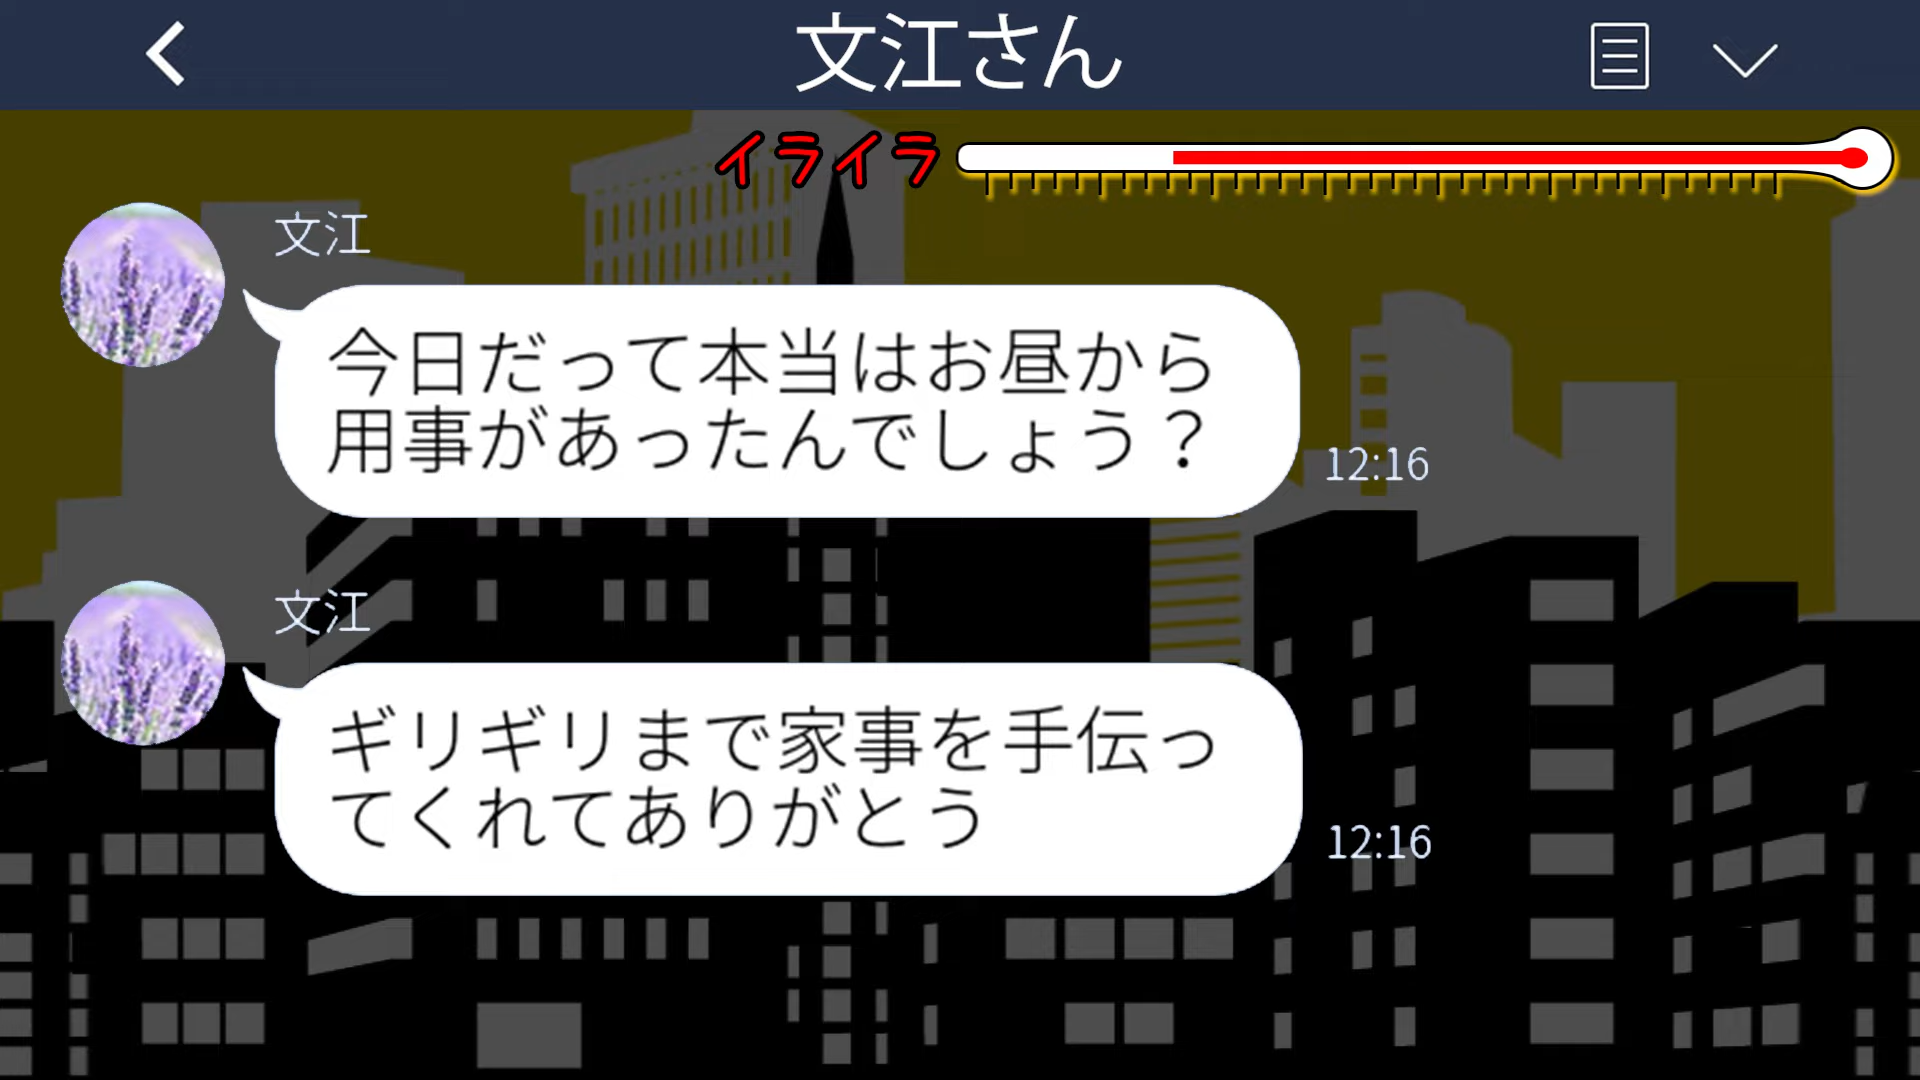 文江さん
イライラ
文江
今日だって本当はお昼から
用事があったんでしょう？
12:16
文江
ギリギリまで家事を手伝っ
てくれてありがとう
12:16